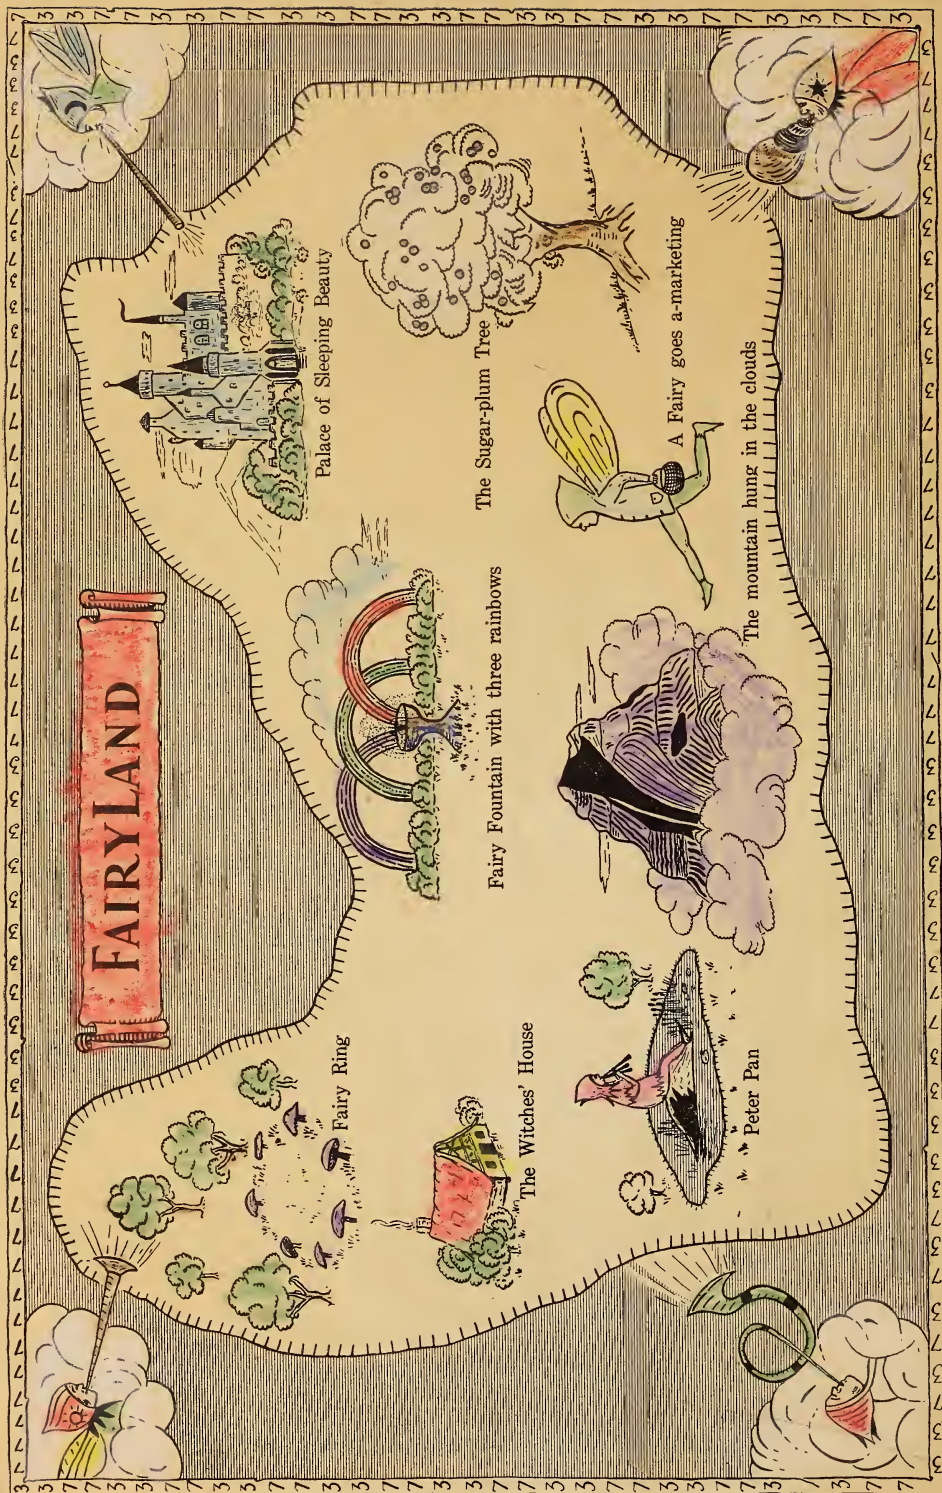 FAIRYLAND
Fairy Ring
Palace of Sleeping Beauty
Fairy Fountain with three rainbows
The Sugar-plum Tree
The Witches' House
A Fairy goes a-marketing
Peter Pan
The mountain hung in the clouds